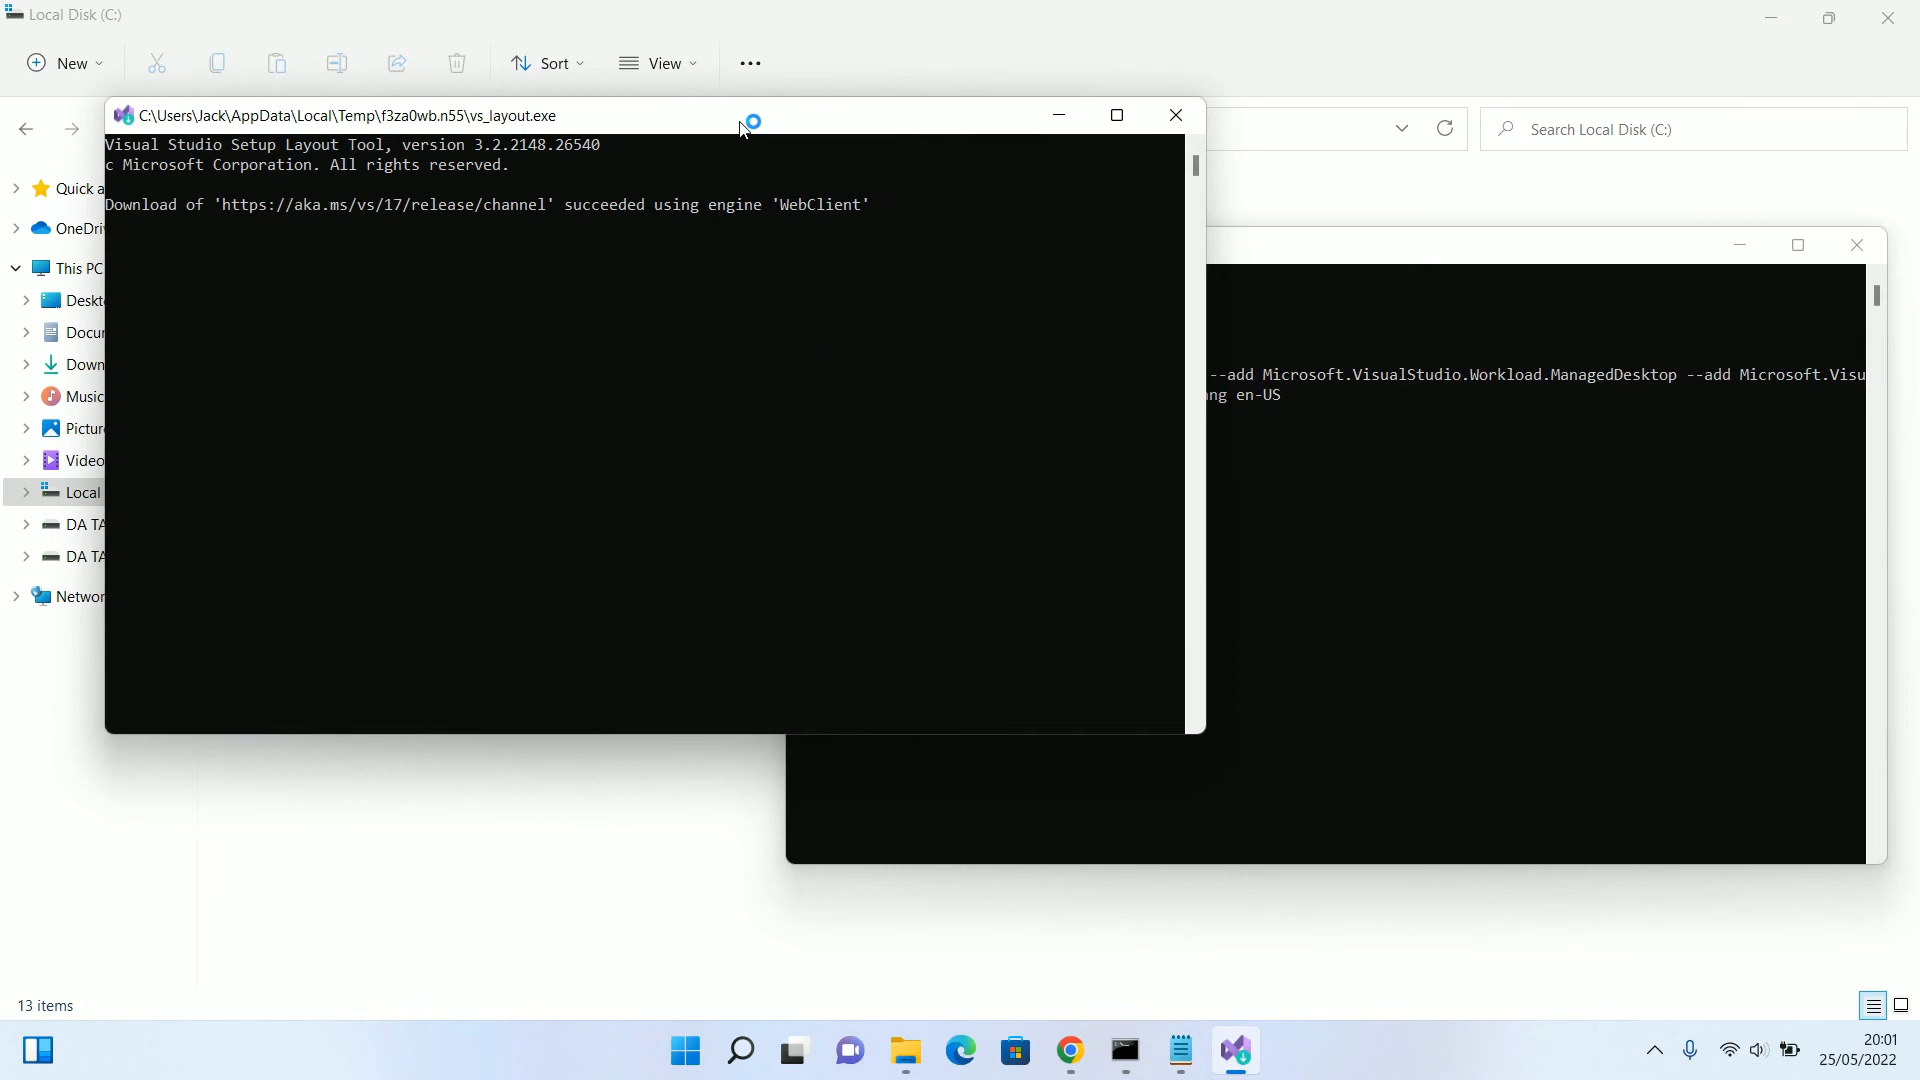 Local Disk (C:)
New
Sort
View
C:\Users\Jack\AppData\Local\Temp\f3za0wb.n55\vs_layout.exe
Search Local Disk (C:)
Visual Studio Setup Layout Tool, version 3.2.2148.26540
c Microsoft Corporation. All rights reserved.
Download of 'https://aka.ms/vs/17/release/channel' succeeded using engine 'WebClient'
Quick a
OneDriv
This PC
Deskt
Docum
Down
Music
Pictur
Video
Local
DA TA
DA TA
Networ
--add Microsoft.VisualStudio.Workload.ManagedDesktop --add Microsoft.Visu
ng en-US
13 items
20:01
25/05/2022